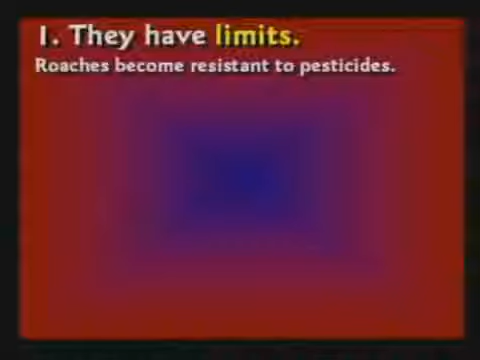 1. They have limits.
Roaches become resistant to pesticides.